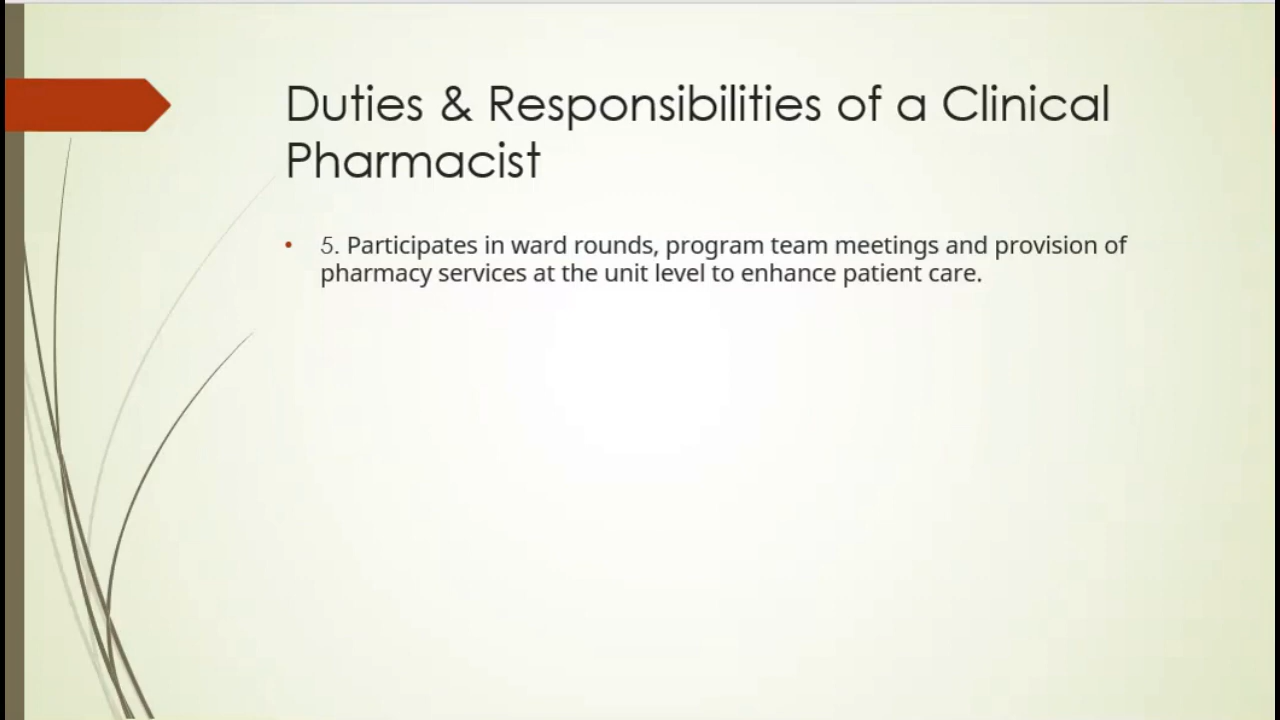 Duties & Responsibilities of a Clinical
Pharmacist
• 5. Participates in ward rounds, program team meetings and provision of
pharmacy services at the unit level to enhance patient care.